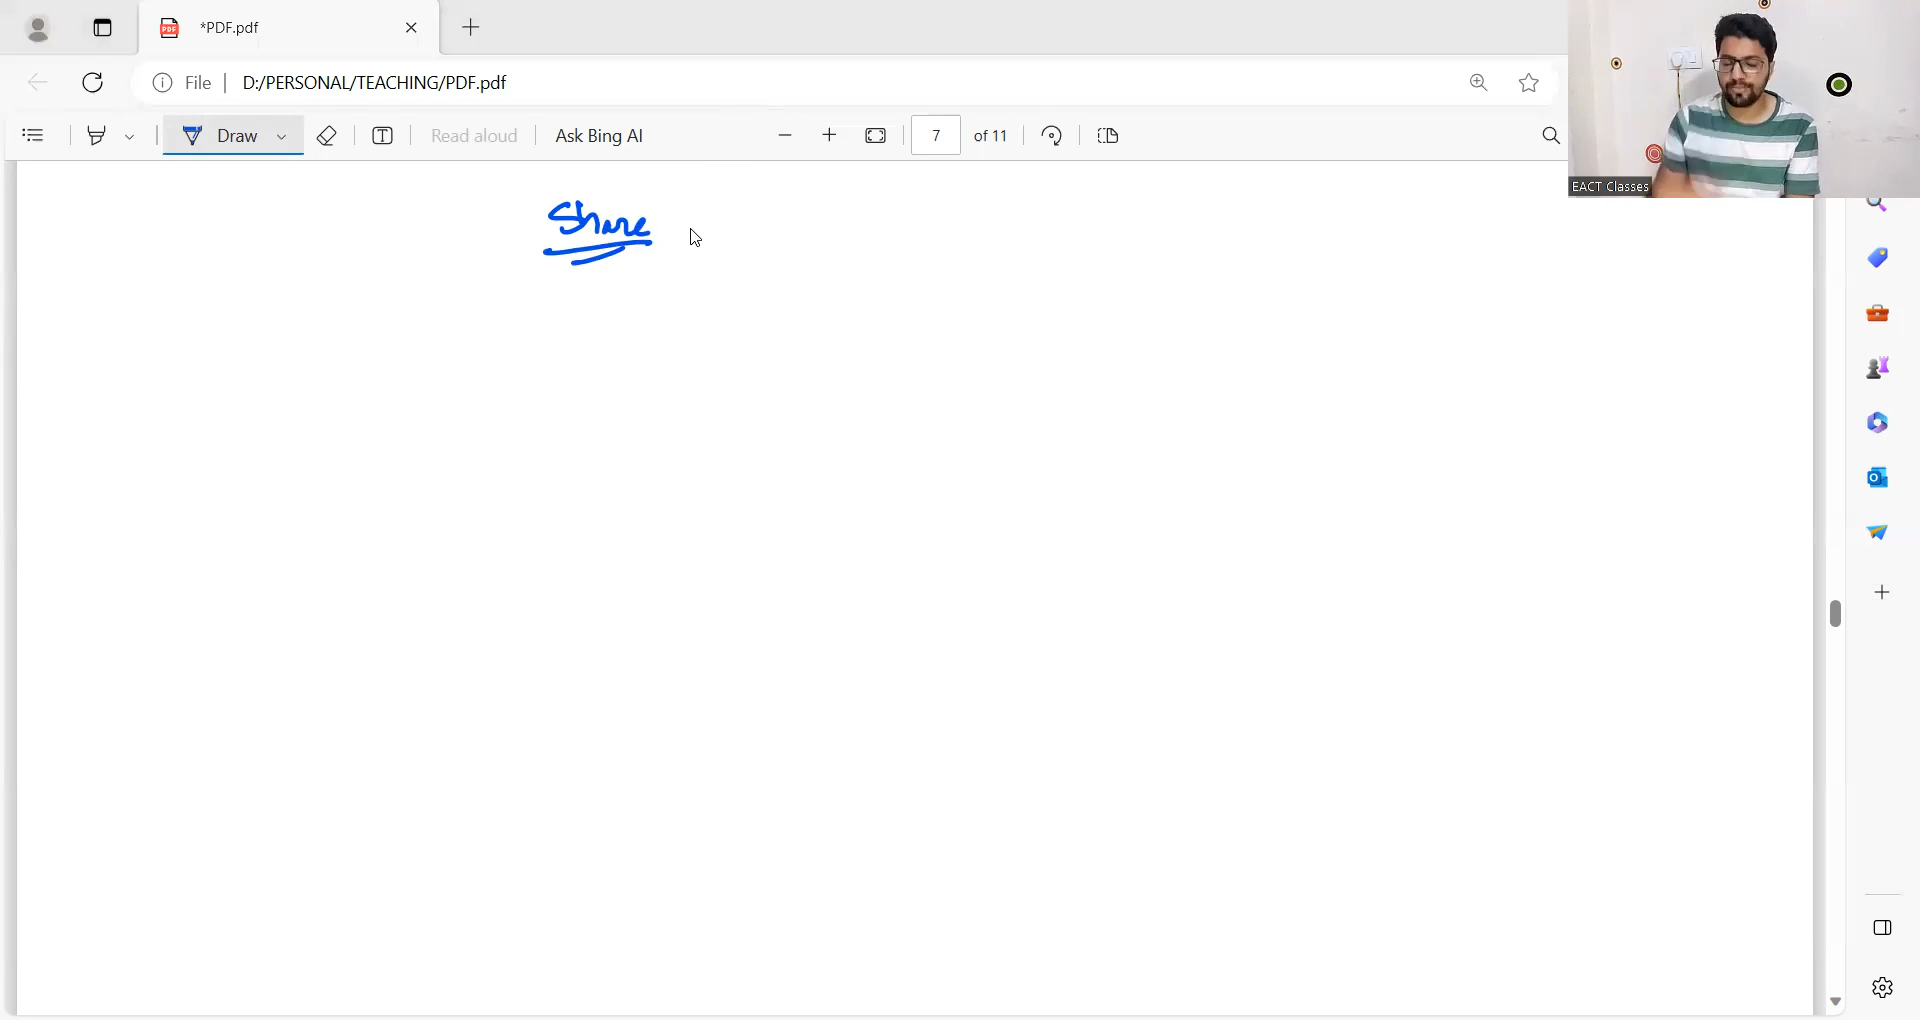 *PDF.pdf
File | D:/PERSONAL/TEACHING/PDF.pdf
Draw
Read aloud
Ask Bing AI
7 of 11
EACT Classes
Share